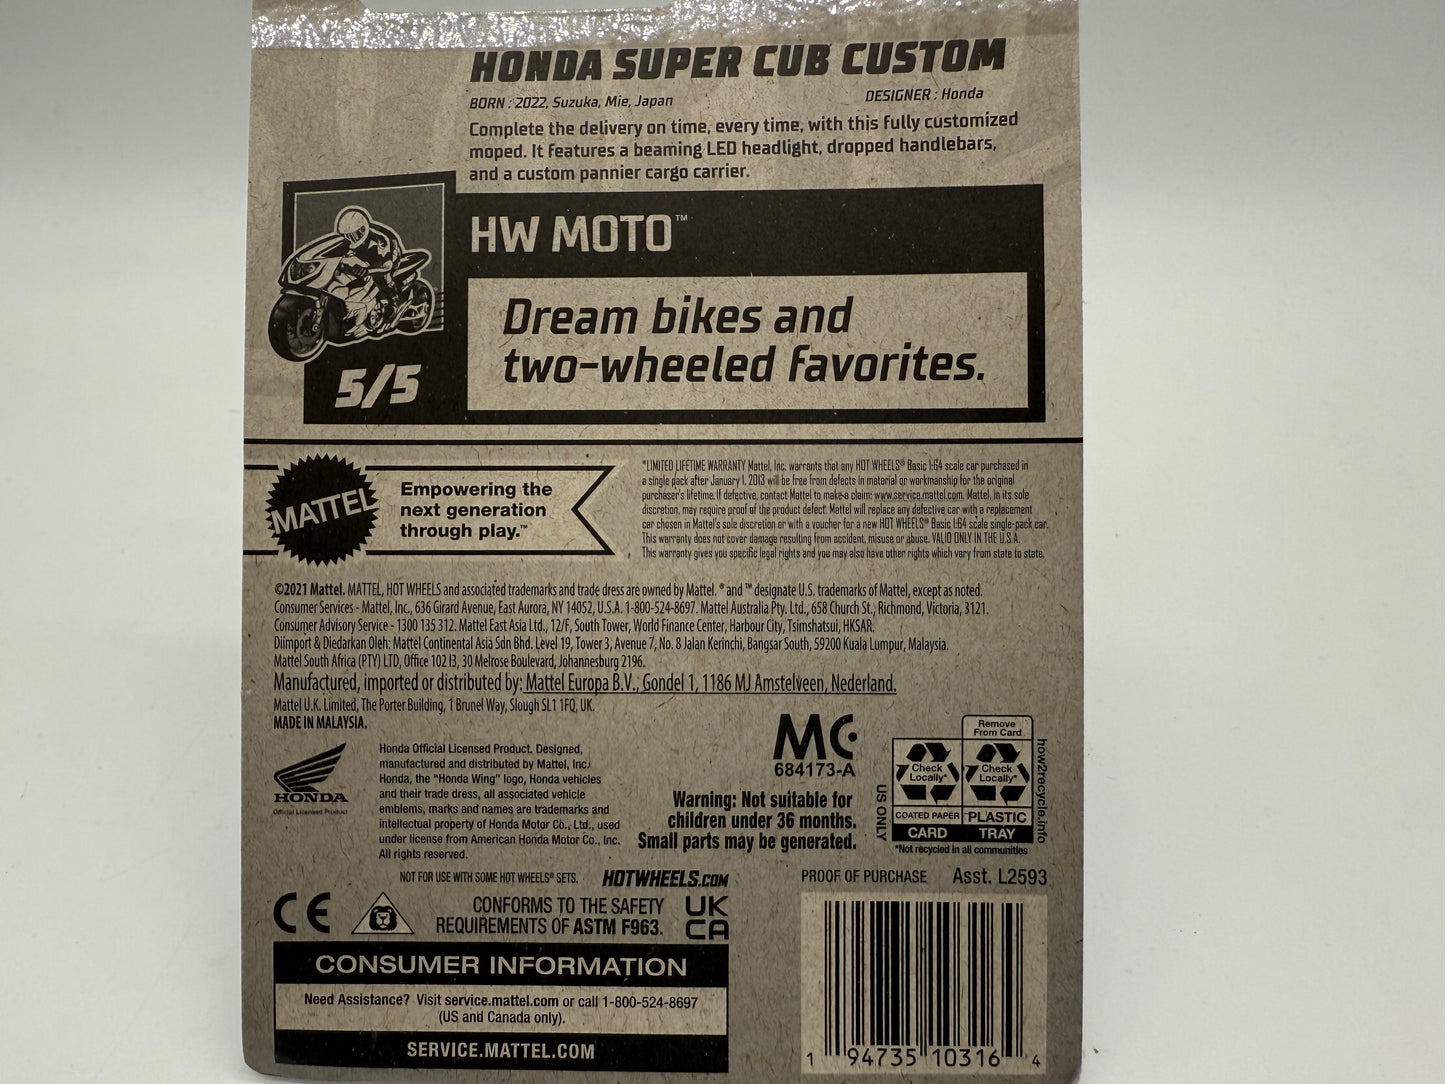 HONDA SUPER CUB CUSTOM
BORN : 2022, Suzuka, Mie, Japan
DESIGNER : Honda
Complete the delivery on time, every time, with this fully customized
moped. It features a beaming LED headlight, dropped handlebars,
and a custom pannier cargo carrier.
HW MOTO™
Dream bikes and
two-wheeled favorites.
5/5
MATTEL
Empowering the
next generation
through play.™
*LIMITED LIFETIME WARRANTY Mattel, Inc. warrants that any HOT WHEELS® Basic 1:64 scale car purchased in
a single pack after January 1, 2013 will be free from defects in material or workmanship for the original
purchaser's lifetime. If defective, contact Mattel to make a claim: www.service.mattel.com. Mattel, in its sole
discretion, may require proof of the product defect. Mattel will replace any defective car with a replacement
car chosen in Mattel's sole discretion or with a voucher for a new HOT WHEELS® Basic 1:64 scale single-pack car.
This warranty does not cover damage resulting from accident, misuse or abuse. VALID ONLY IN THE U.S.A.
This warranty gives you specific legal rights and you may also have other rights which vary from state to state.
©2021 Mattel. MATTEL, HOT WHEELS and associated trademarks and trade dress are owned by Mattel. ® and ™ designate U.S. trademarks of Mattel, except as noted.
Consumer Services - Mattel, Inc., 636 Girard Avenue, East Aurora, NY 14052, U.S.A. 1-800-524-8697. Mattel Australia Pty. Ltd., 658 Church St., Richmond, Victoria, 3121.
Consumer Advisory Service - 1300 135 312. Mattel East Asia Ltd., 12/F, South Tower, World Finance Center, Harbour City, Tsimshatsui, HKSAR.
Diimport & Diedarkan Oleh: Mattel Continental Asia Sdn Bhd. Level 19, Tower 3, Avenue 7, No. 8 Jalan Kerinchi, Bangsar South, 59200 Kuala Lumpur, Malaysia.
Mattel South Africa (PTY) LTD, Office 102 I3, 30 Melrose Boulevard, Johannesburg 2196.
Manufactured, imported or distributed by: Mattel Europa B.V., Gondel 1, 1186 MJ Amstelveen, Nederland.
Mattel U.K. Limited, The Porter Building, 1 Brunel Way, Slough SL1 1FQ, UK.
MADE IN MALAYSIA.
HONDA
Official Licensed Product
Honda Official Licensed Product. Designed,
manufactured and distributed by Mattel, Inc.
Honda, the "Honda Wing" logo, Honda vehicles
and their trade dress, all associated vehicle
emblems, marks and names are trademarks and
intellectual property of Honda Motor Co., Ltd., used
under license from American Honda Motor Co., Inc.
All rights reserved.
MC
684173-A
Warning: Not suitable for
children under 36 months.
Small parts may be generated.
Remove
From Card
Check
Locally*
Check
Locally*
COATED PAPER
PLASTIC
CARD
TRAY
*Not recycled in all communities
US ONLY
how2recycle.info
NOT FOR USE WITH SOME HOT WHEELS® SETS.
HOTWHEELS.COM
PROOF OF PURCHASE
Asst. L2593
CE
CONFORMS TO THE SAFETY
REQUIREMENTS OF ASTM F963.
UK
CA
CONSUMER INFORMATION
Need Assistance? Visit service.mattel.com or call 1-800-524-8697
(US and Canada only).
SERVICE.MATTEL.COM
1 94735 10316 4